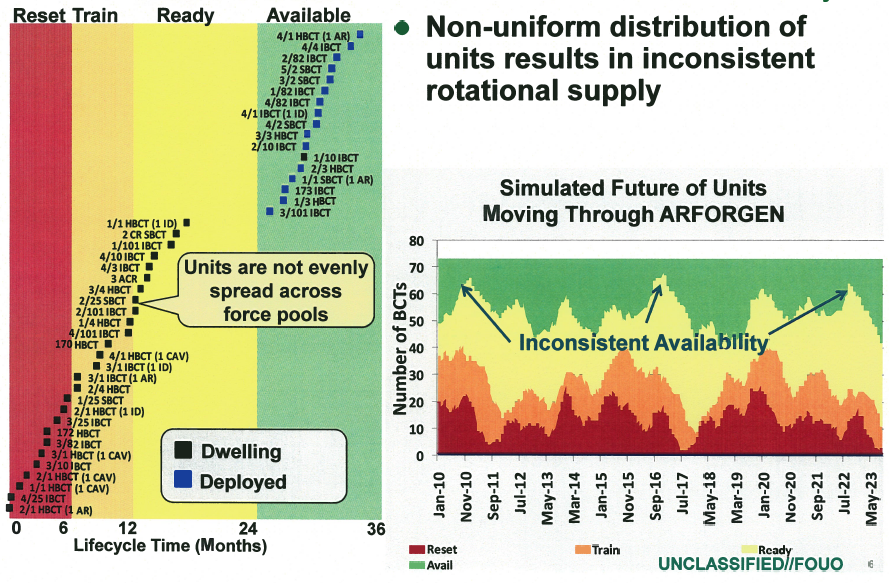 Reset Train Ready Available
4/1 HBCT (1 AR)
4/4 IBCT
2/82 IBCT
5/2 SBCT
3/2 SBCT
1/82 IBCT
4/82 IBCT
4/1 IBCT (1 ID)
4/2 SBCT
3/3 HBCT
2/10 IBCT
1/10 IBCT
2/3 HBCT
1/1 SBCT (1 AR)
173 IBCT
1/3 HBCT
3/101 IBCT
1/1 HBCT (1 ID)
2 CR SBCT
1/101 IBCT
4/10 IBCT
4/3 IBCT
3 ACR
3/4 HBCT
2/25 SBCT
2/101 IBCT
1/4 HBCT
4/101 IBCT
170 HBCT
4/1 HBCT (1 CAV)
3/1 IBCT (1 ID)
3/1 IBCT (1 AR)
2/4 HBCT
1/25 SBCT
2/1 HBCT (1 ID)
3/25 IBCT
172 HBCT
3/82 IBCT
3/1 HBCT (1 CAV)
3/10 IBCT
2/1 HBCT (1 CAV)
1/1 HBCT (1 CAV)
4/25 IBCT
2/1 HBCT (1 AR)
Units are not evenly
spread across
force pools
Dwelling
Deployed
0 6 12 24 36
Lifecycle Time (Months)
• Non-uniform distribution of
units results in inconsistent
rotational supply
Simulated Future of Units
Moving Through ARFORGEN
Number of BCTs
80
70
60
50
40
30
20
10
0
Inconsistent Availability
Jan-10 Nov-10 Sep-11 Jul-12 May-13 Mar-14 Jan-15 Nov-15 Sep-16 Jul-17 May-18 Mar-19 Jan-20 Nov-20 Sep-21 Jul-22 May-23
Reset Train Ready
Avail
UNCLASSIFIED//FOUO 6